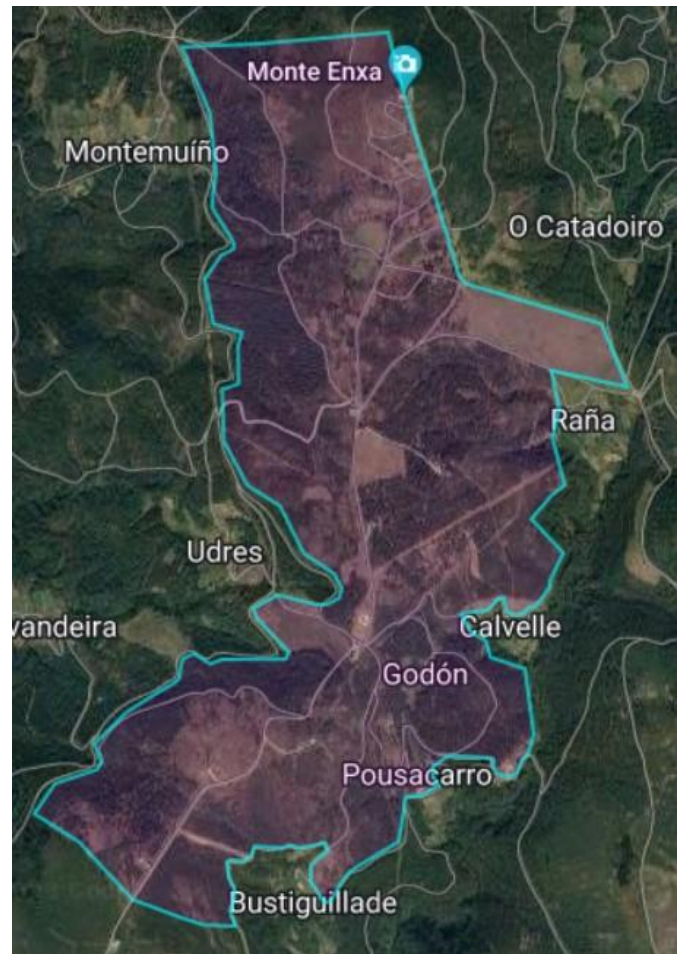 Monte Enxa
Montemuíño
O Catadoiro
Raña
Udres
vandeira
Calvelle
Godón
Pousacarro
Bustiguillade